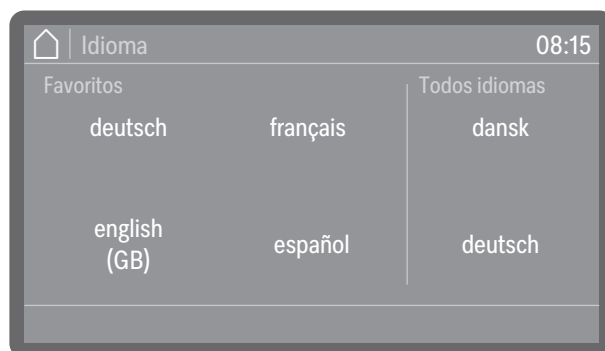 Idioma 08:15
Favoritos Todos idiomas
deutsch français dansk
english
(GB) español deutsch